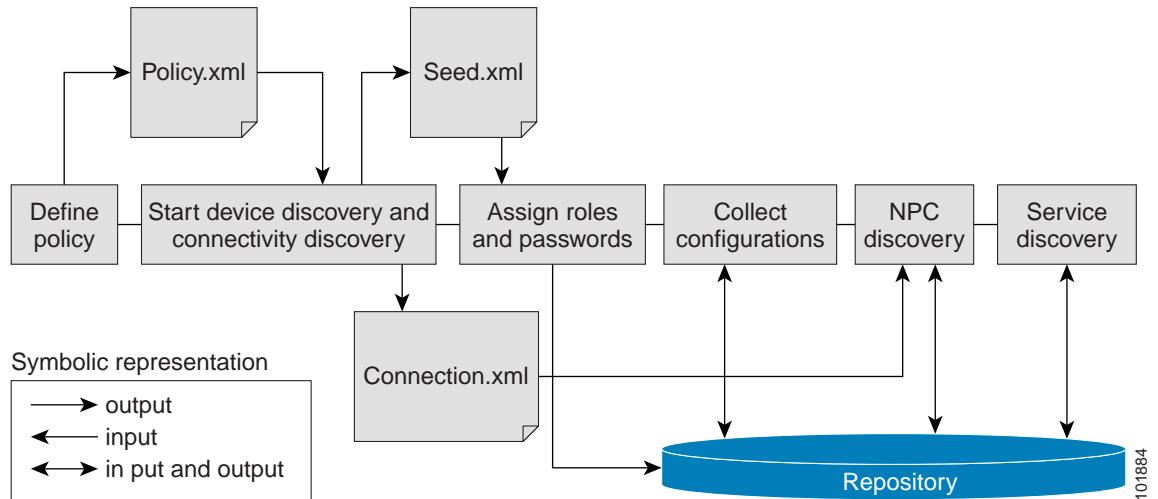 Policy.xml
Seed.xml
Define
policy
Start device discovery and
connectivity discovery
Assign roles
and passwords
Collect
configurations
NPC
discovery
Service
discovery
Connection.xml
Symbolic representation
output
input
in put and output
Repository
101884